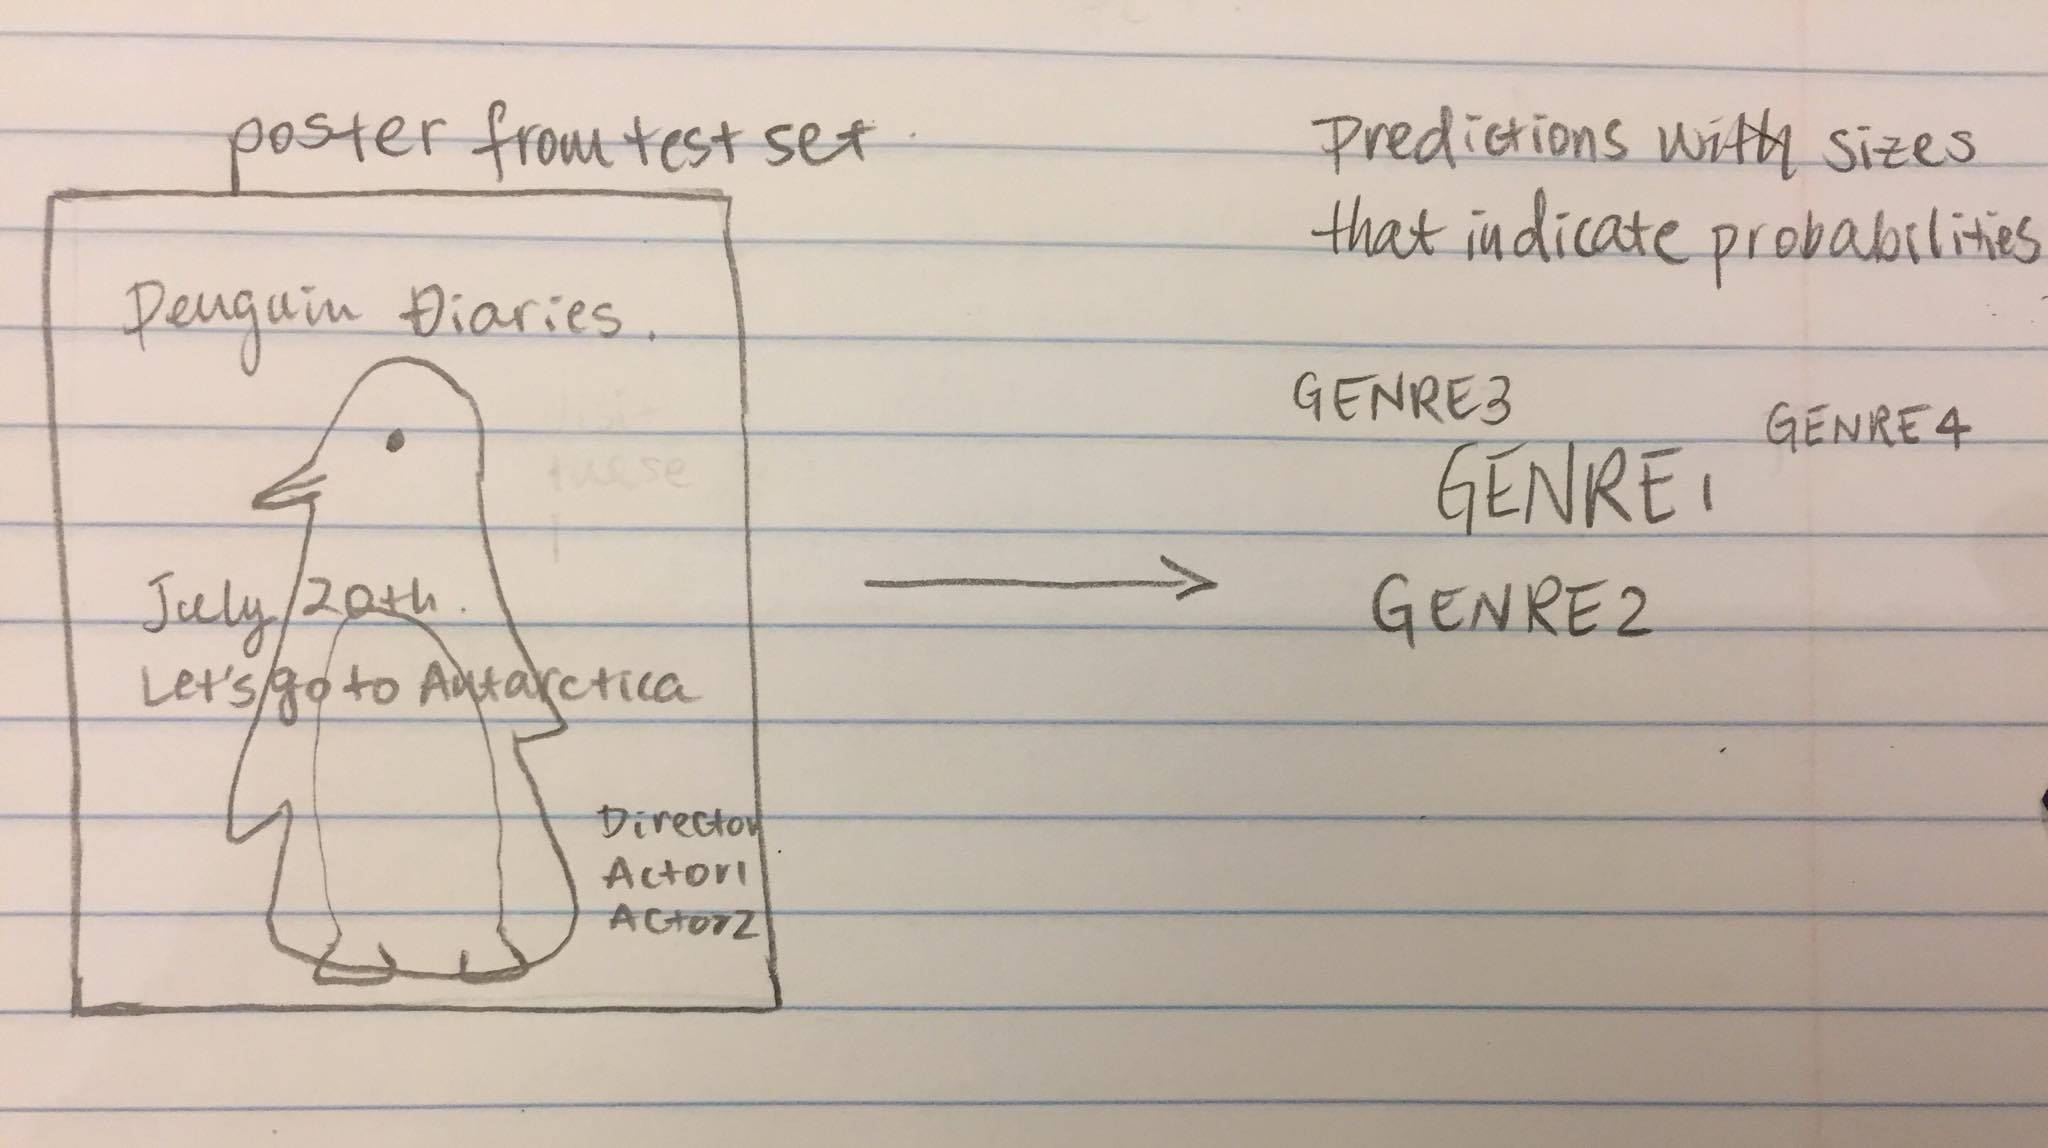 poster from test set
Penguin Diaries.
July 20th.
Let's go to Antarctica
Director
Actor1
Actor2
Predictions with sizes
that indicate probabilities
GENRE3
GENRE4
GENRE1
GENRE2